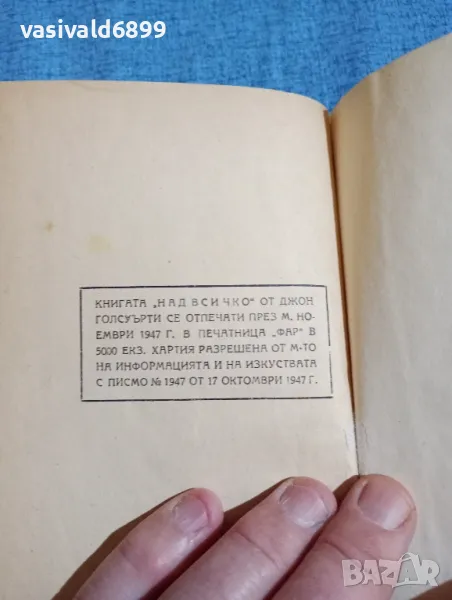 vasivald6899
КНИГАТА „НАД ВСИЧКО" ОТ ДЖОН
ГОЛСУЪРТИ СЕ ОТПЕЧАТИ ПРЕЗ М. НО-
ЕМВРИ 1947 Г. В ПЕЧАТНИЦА „ФАР" В
5000 ЕКЗ. ХАРТИЯ РАЗРЕШЕНА ОТ М-ТО
НА ИНФОРМАЦИЯТА И НА ИЗКУСТВАТА
С ПИСМО № 1947 ОТ 17 ОКТОМВРИ 1947 Г.
BAZAR